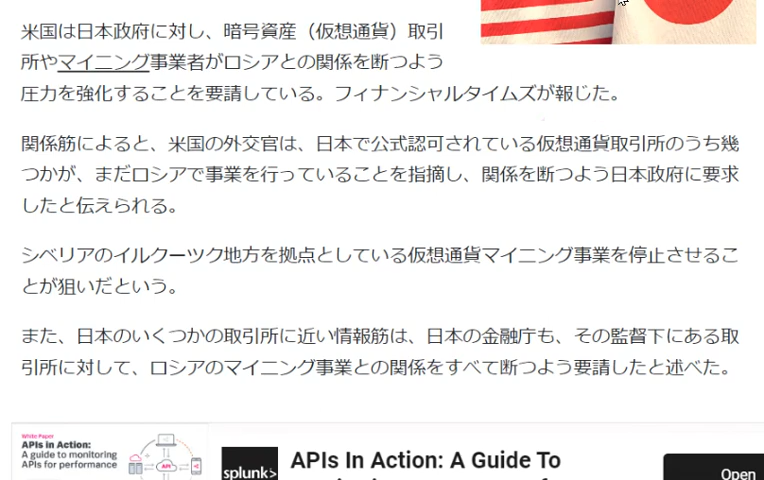 米国は日本政府に対し、暗号資産（仮想通貨）取引
所やマイニング事業者がロシアとの関係を断つよう
圧力を強化することを要請している。フィナンシャルタイムズが報じた。
関係筋によると、米国の外交官は、日本で公式認可されている仮想通貨取引所のうち幾
つかが、まだロシアで事業を行っていることを指摘し、関係を断つよう日本政府に要求
したと伝えられる。
シベリアのイルクーツク地方を拠点としている仮想通貨マイニング事業を停止させるこ
とが狙いだという。
また、日本のいくつかの取引所に近い情報筋は、日本の金融庁も、その監督下にある取
引所に対して、ロシアのマイニング事業との関係をすべて断つよう要請したと述べた。
White Paper
APIs in Action:
A guide to monitoring
APIs for performance
API
splunk>
APIs In Action: A Guide To
Open